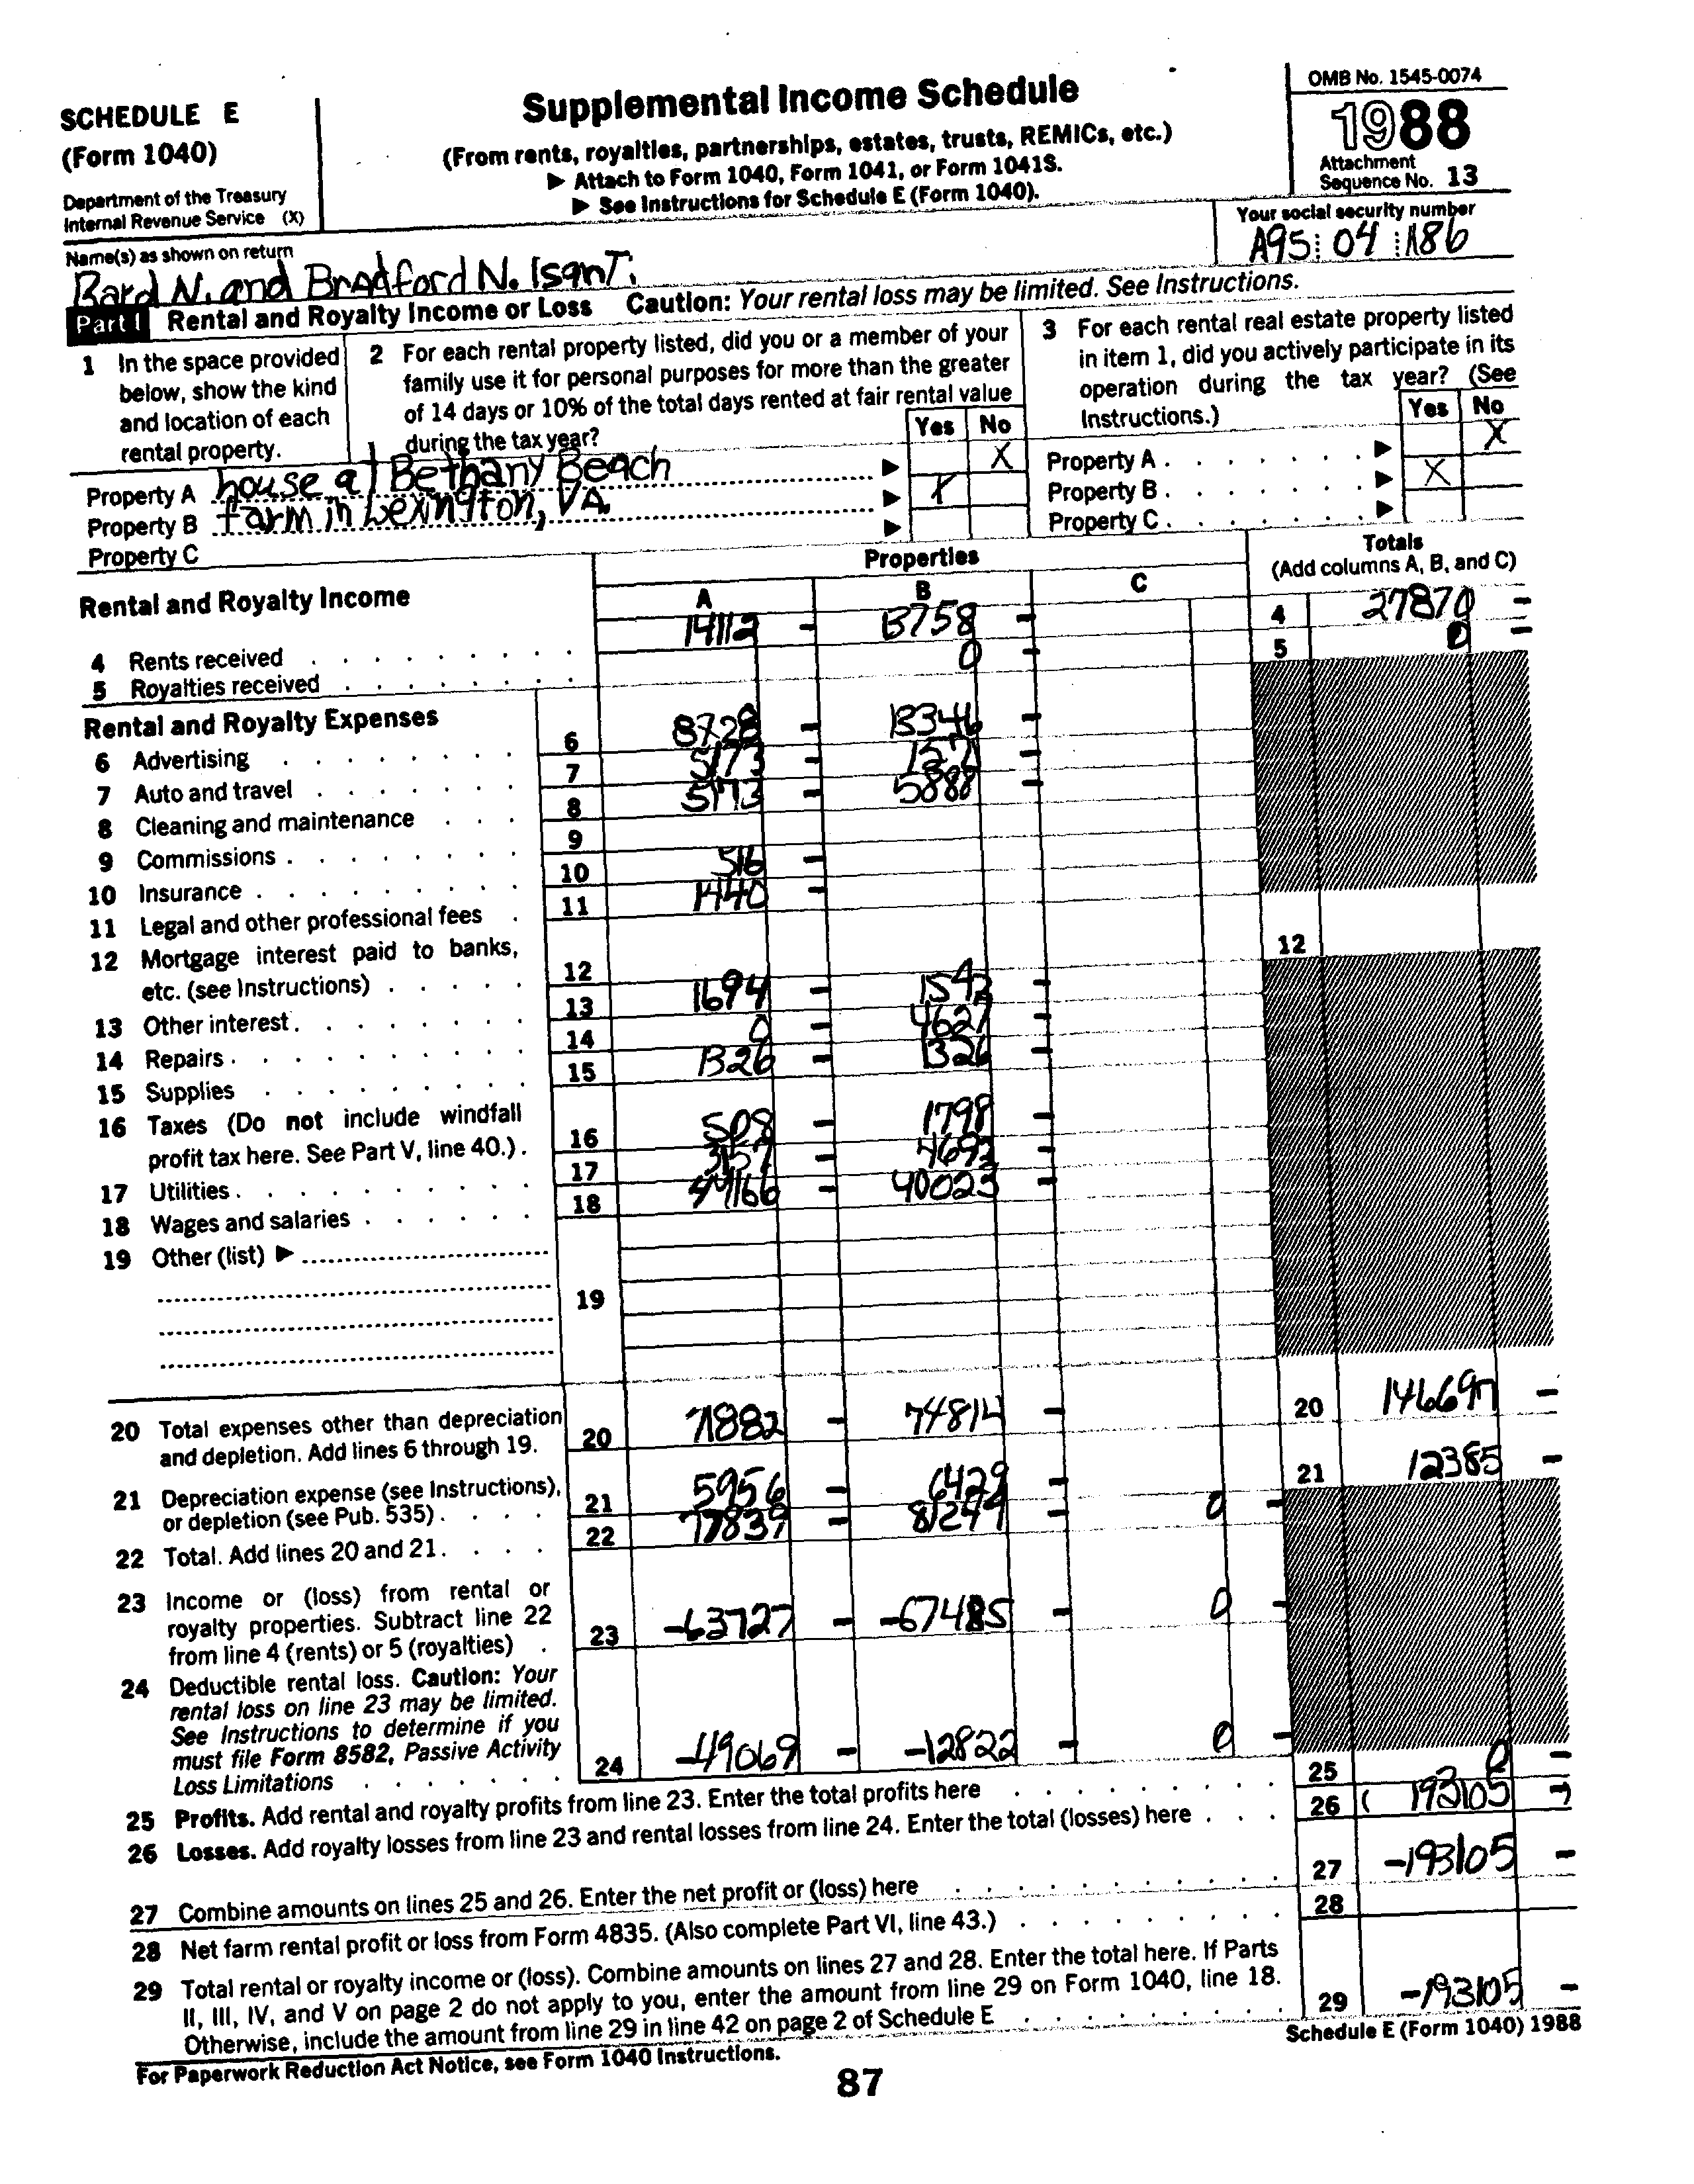 SCHEDULE E
(Form 1040)
Department of the Treasury
Internal Revenue Service (X)
Supplemental Income Schedule
(From rents, royalties, partnerships, estates, trusts, REMICs, etc.)
▶ Attach to Form 1040, Form 1041, or Form 1041S.
▶ See Instructions for Schedule E (Form 1040).
OMB No. 1545-0074
1988
Attachment
Sequence No. 13
Name(s) as shown on return
Bard N. and Bradford N. IsqnT.
Your social security number
A95 04 A86
Part I Rental and Royalty Income or Loss Caution: Your rental loss may be limited. See Instructions.
1 In the space provided
below, show the kind
and location of each
rental property.
2 For each rental property listed, did you or a member of your
family use it for personal purposes for more than the greater
of 14 days or 10% of the total days rented at fair rental value
during the tax year?
Yes No
3 For each rental real estate property listed
in item 1, did you actively participate in its
operation during the tax year? (See
Instructions.)
Yes No
Property A house at Bethany Beach ▶ X Property A ▶ X
Property B farm in Lexington, VA. ▶ X Property B ▶ X
Property C ▶ Property C ▶
Rental and Royalty Income
Properties
A B C
Totals
(Add columns A, B, and C)
4 Rents received 14112 - 13758 - 4 27870 -
5 Royalties received 0 - 5 0 -
Rental and Royalty Expenses
6 Advertising 6 8728 - 13346 -
7 Auto and travel 7 5173 - 1571 -
8 Cleaning and maintenance 8 5173 - 5888 -
9 Commissions 9
10 Insurance 10 516 -
11 Legal and other professional fees 11 1440 -
12 Mortgage interest paid to banks,
etc. (see Instructions) 12 12
13 Other interest 13 1694 - 1542 -
14 Repairs 14 0 - 4627 -
15 Supplies 15 1326 - 1326 -
16 Taxes (Do not include windfall
profit tax here. See Part V, line 40.) 16 508 - 1798 -
17 Utilities 17 3157 - 4693 -
18 Wages and salaries 18 44166 - 40023 -
19 Other (list) ▶
19
20 Total expenses other than depreciation
and depletion. Add lines 6 through 19. 20 71882 - 74814 - 20 146697 -
21 Depreciation expense (see Instructions),
or depletion (see Pub. 535) 21 5956 - 6429 - 21 12385 -
22 Total. Add lines 20 and 21 22 77839 - 81244 - 0 -
23 Income or (loss) from rental or
royalty properties. Subtract line 22
from line 4 (rents) or 5 (royalties) 23 -63727 - -67485 - 0 -
24 Deductible rental loss. Caution: Your
rental loss on line 23 may be limited.
See Instructions to determine if you
must file Form 8582, Passive Activity
Loss Limitations 24 -49069 - -12822 - 0 -
25 Profits. Add rental and royalty profits from line 23. Enter the total profits here 25 0 -
26 Losses. Add royalty losses from line 23 and rental losses from line 24. Enter the total (losses) here 26 ( 193105 -)
27 Combine amounts on lines 25 and 26. Enter the net profit or (loss) here 27 -193105 -
28 Net farm rental profit or loss from Form 4835. (Also complete Part VI, line 43.) 28
29 Total rental or royalty income or (loss). Combine amounts on lines 27 and 28. Enter the total here. If Parts
II, III, IV, and V on page 2 do not apply to you, enter the amount from line 29 on Form 1040, line 18.
Otherwise, include the amount from line 29 in line 42 on page 2 of Schedule E 29 -193105 -
For Paperwork Reduction Act Notice, see Form 1040 Instructions.
Schedule E (Form 1040) 1988
87